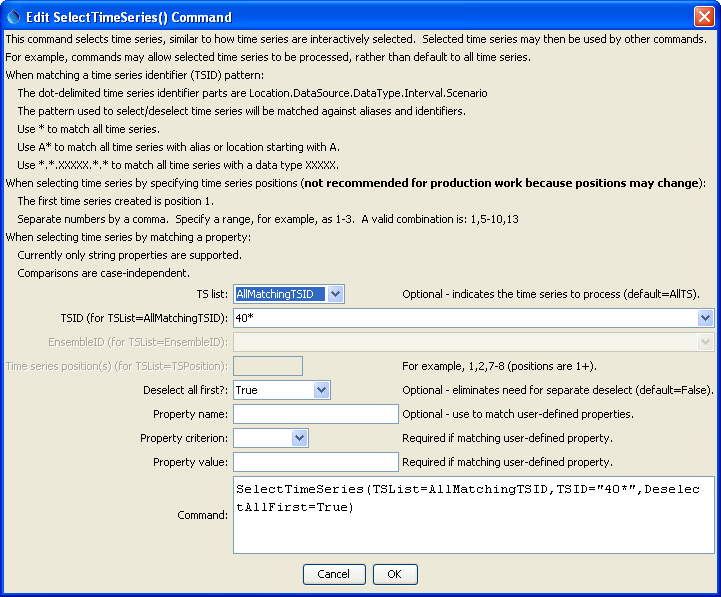 Edit SelectTimeSeries() Command
This command selects time series, similar to how time series are interactively selected. Selected time series may then be used by other commands.
For example, commands may allow selected time series to be processed, rather than default to all time series.
When matching a time series identifier (TSID) pattern:
The dot-delimited time series identifier parts are Location.DataSource.DataType.Interval.Scenario
The pattern used to select/deselect time series will be matched against aliases and identifiers.
Use * to match all time series.
Use A* to match all time series with alias or location starting with A.
Use *.*.XXXXX.*.* to match all time series with a data type XXXXX.
When selecting time series by specifying time series positions (not recommended for production work because positions may change):
The first time series created is position 1.
Separate numbers by a comma. Specify a range, for example, as 1-3. A valid combination is: 1,5-10,13
When selecting time series by matching a property:
Currently only string properties are supported.
Comparisons are case-independent.
TS list: AllMatchingTSID Optional - indicates the time series to process (default=AllTS).
TSID (for TSList=AllMatchingTSID): 40*
EnsembleID (for TSList=EnsembleID):
Time series position(s) (for TSList=TSPosition): For example, 1,2,7-8 (positions are 1+).
Deselect all first?: True Optional - eliminates need for separate deselect (default=False).
Property name: Optional - use to match user-defined properties.
Property criterion: Required if matching user-defined property.
Property value: Required if matching user-defined property.
Command: SelectTimeSeries(TSList=AllMatchingTSID,TSID="40*",Deselec
tAllFirst=True)
Cancel OK